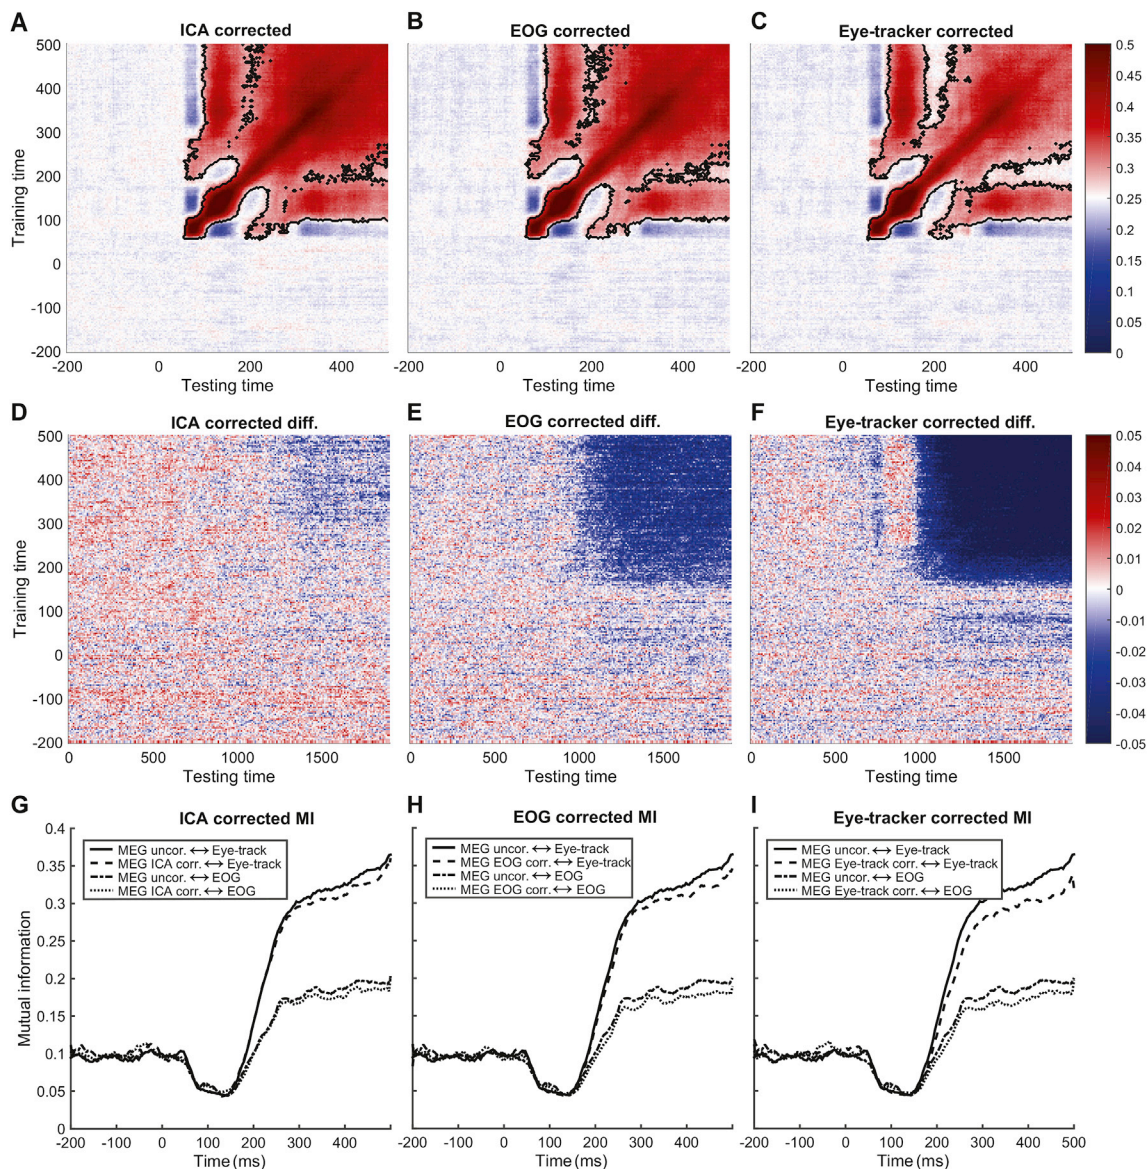 A
ICA corrected
B
EOG corrected
C
Eye-tracker corrected
500
400
300
200
100
0
-100
-200
Training time
-200 0 200 400
Testing time
-200 0 200 400
Testing time
-200 0 200 400
Testing time
0.5
0.45
0.4
0.35
0.3
0.25
0.2
0.15
0.1
0.05
0
D
ICA corrected diff.
E
EOG corrected diff.
F
Eye-tracker corrected diff.
500
400
300
200
100
0
-100
-200
Training time
0 500 1000 1500
Testing time
0 500 1000 1500
Testing time
0 500 1000 1500
Testing time
0.05
0.04
0.03
0.02
0.01
0
-0.01
-0.02
-0.03
-0.04
-0.05
G
ICA corrected MI
H
EOG corrected MI
I
Eye-tracker corrected MI
0.4
0.35
0.3
0.25
0.2
0.15
0.1
0.05
0
Mutual information
MEG uncor. ↔ Eye-track
MEG ICA corr. ↔ Eye-track
MEG uncor. ↔ EOG
MEG ICA corr. ↔ EOG
-200 -100 0 100 200 300 400
Time (ms)
MEG uncor. ↔ Eye-track
MEG EOG corr. ↔ Eye-track
MEG uncor. ↔ EOG
MEG EOG corr. ↔ EOG
-200 -100 0 100 200 300 400
Time (ms)
MEG uncor. ↔ Eye-track
MEG Eye-track corr. ↔ Eye-track
MEG uncor. ↔ EOG
MEG Eye-track corr. ↔ EOG
-200 -100 0 100 200 300 400 500
Time (ms)